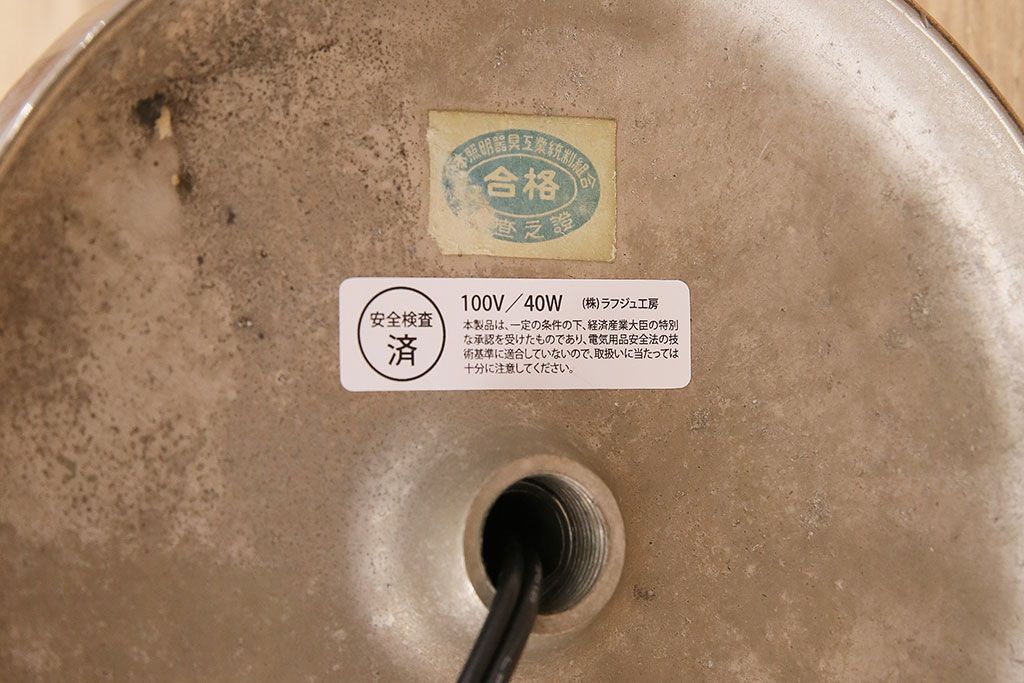 照明器具工業統制組合
合格
査之證
安全検査
済
100V／40W (株)ラフジュ工房
本製品は、一定の条件の下、経済産業大臣の特別
な承認を受けたものであり、電気用品安全法の技
術基準に適合していないので、取扱いに当たっては
十分に注意してください。